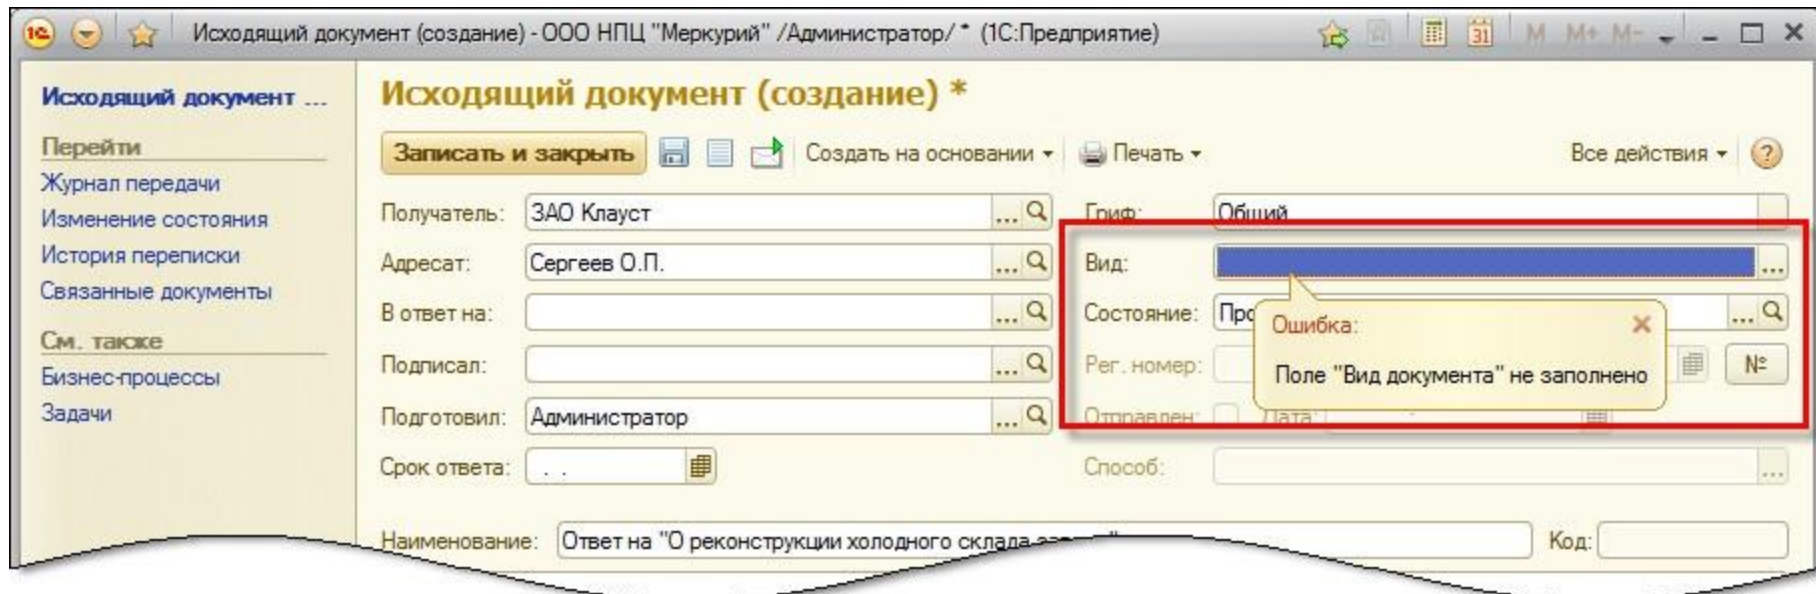 Исходящий документ (создание) - ООО НПЦ "Меркурий" /Администратор/ * (1С:Предприятие)
31 M M+ M-
Исходящий документ ...
Перейти
Журнал передачи
Изменение состояния
История переписки
Связанные документы
См. также
Бизнес-процессы
Задачи
Исходящий документ (создание) *
Записать и закрыть Создать на основании Печать Все действия ?
Получатель: ЗАО Клауст ... Гриф: Общий
Адресат: Сергеев О.П. ... Вид: ...
В ответ на: ... Состояние: ...
Ошибка:
Поле "Вид документа" не заполнено
Подписал: ... Рег. номер: №
Подготовил: Администратор ... Отправлен: Дата:
Срок ответа: . . Способ: ...
Наименование: Ответ на "О реконструкции холодного склада Код: